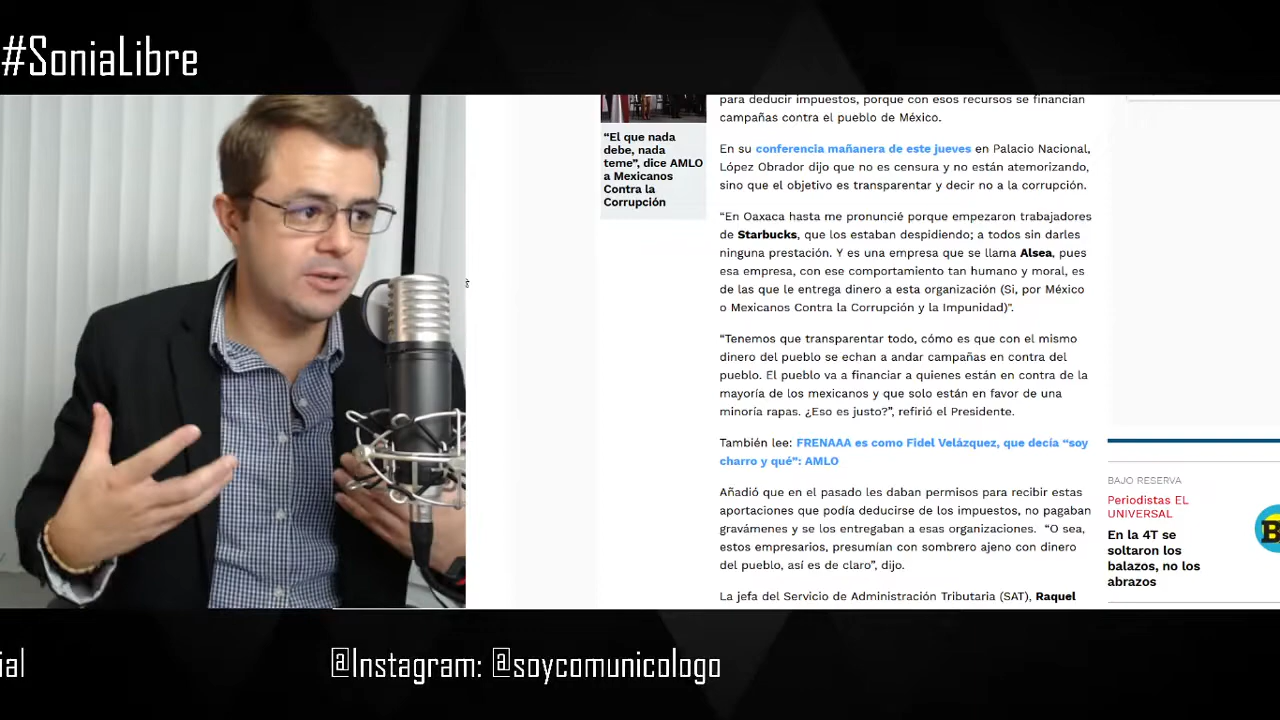 #SoniaLibre
“El que nada
debe, nada
teme”, dice AMLO
a Mexicanos
Contra la
Corrupción
para deducir impuestos, porque con esos recursos se financian
campañas contra el pueblo de México.
En su conferencia mañanera de este jueves en Palacio Nacional,
López Obrador dijo que no es censura y no están atemorizando,
sino que el objetivo es transparentar y decir no a la corrupción.
“En Oaxaca hasta me pronuncié porque empezaron trabajadores
de Starbucks, que los estaban despidiendo; a todos sin darles
ninguna prestación. Y es una empresa que se llama Alsea, pues
esa empresa, con ese comportamiento tan humano y moral, es
de las que le entrega dinero a esta organización (Si, por México
o Mexicanos Contra la Corrupción y la Impunidad)”.
“Tenemos que transparentar todo, cómo es que con el mismo
dinero del pueblo se echan a andar campañas en contra del
pueblo. El pueblo va a financiar a quienes están en contra de la
mayoría de los mexicanos y que solo están en favor de una
minoría rapas. ¿Eso es justo?”, refirió el Presidente.
También lee: FRENAAA es como Fidel Velázquez, que decía “soy
charro y qué”: AMLO
Añadió que en el pasado les daban permisos para recibir estas
aportaciones que podía deducirse de los impuestos, no pagaban
gravámenes y se los entregaban a esas organizaciones. “O sea,
estos empresarios, presumían con sombrero ajeno con dinero
del pueblo, así es de claro”, dijo.
La jefa del Servicio de Administración Tributaria (SAT), Raquel
BAJO RESERVA
Periodistas EL
UNIVERSAL
En la 4T se
soltaron los
balazos, no los
abrazos
B
ial
@Instagram: @soycomunicologo